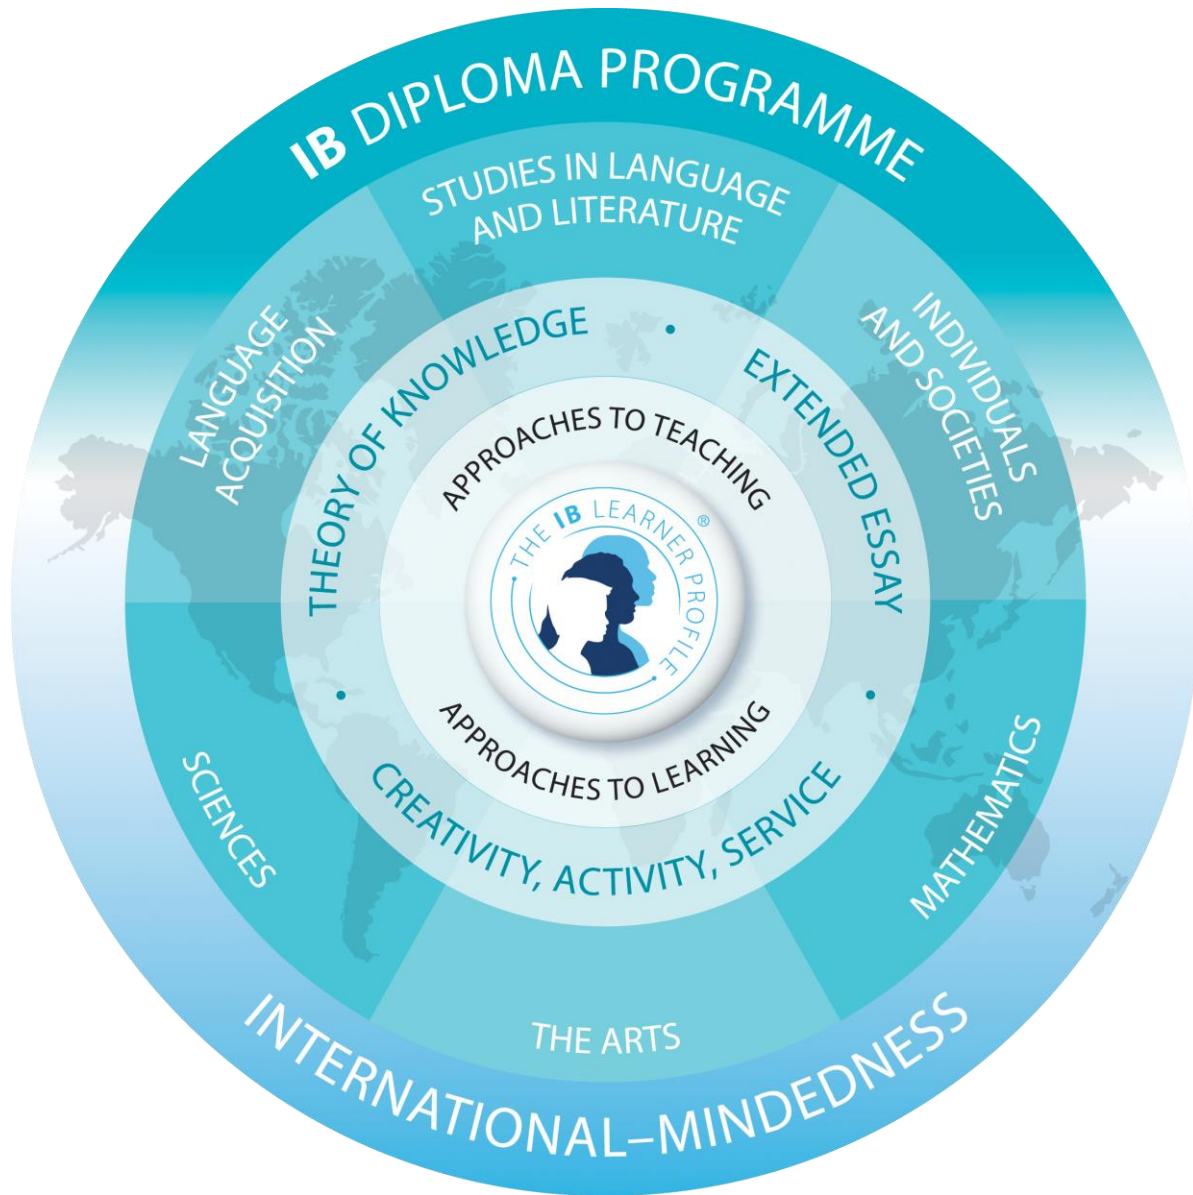 IB DIPLOMA PROGRAMME
STUDIES IN LANGUAGE
AND LITERATURE
LANGUAGE
ACQUISITION
INDIVIDUALS
AND SOCIETIES
THEORY OF KNOWLEDGE
•
EXTENDED ESSAY
•
APPROACHES TO TEACHING
THE IB LEARNER PROFILE
®
APPROACHES TO LEARNING
•
CREATIVITY, ACTIVITY, SERVICE
SCIENCES
MATHEMATICS
THE ARTS
INTERNATIONAL–MINDEDNESS